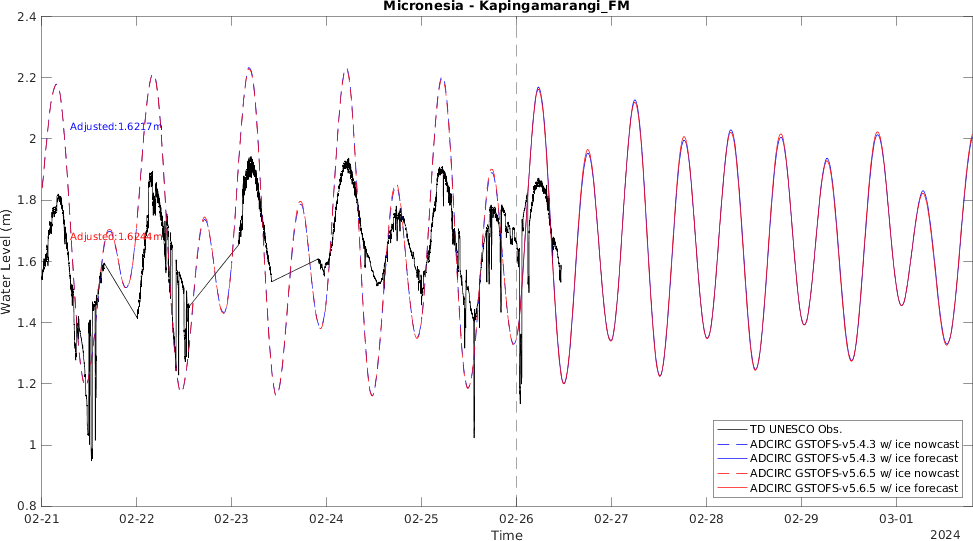 Micronesia - Kapingamarangi_FM
2.4
2.2
2
1.8
1.6
1.4
1.2
1
0.8
Water Level (m)
Adjusted:1.6217m
Adjusted:1.6244m
TD UNESCO Obs.
ADCIRC GSTOFS-v5.4.3 w/ ice nowcast
ADCIRC GSTOFS-v5.4.3 w/ ice forecast
ADCIRC GSTOFS-v5.6.5 w/ ice nowcast
ADCIRC GSTOFS-v5.6.5 w/ ice forecast
02-21 02-22 02-23 02-24 02-25 02-26 02-27 02-28 02-29 03-01
Time
2024